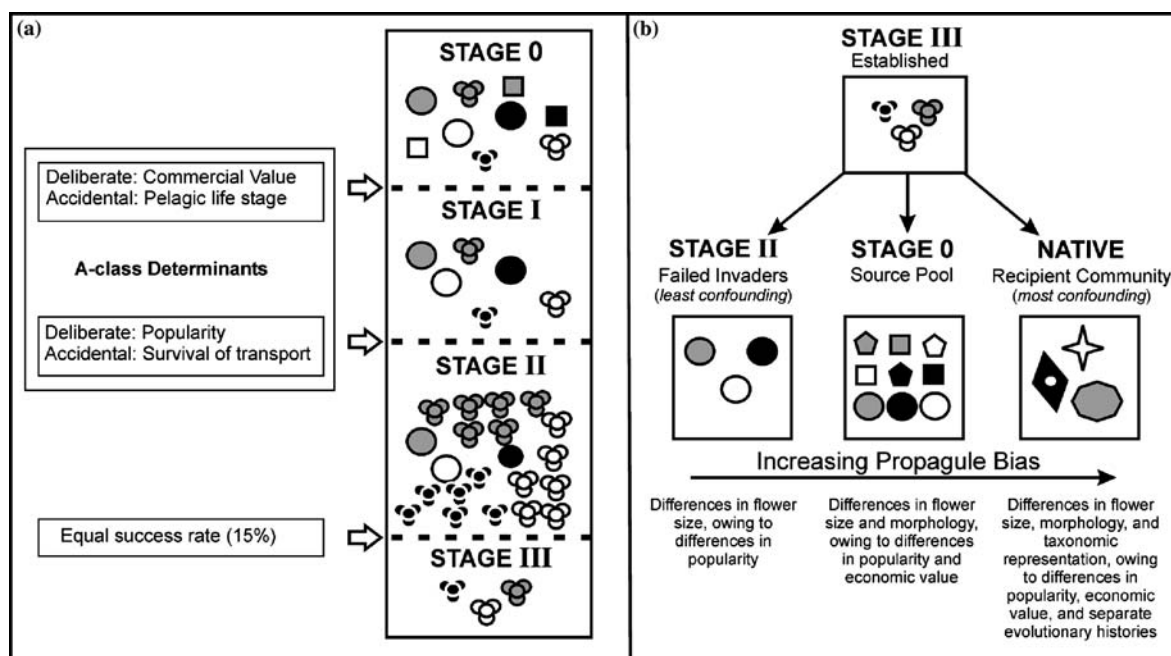 (a)
STAGE 0
Deliberate: Commercial Value
Accidental: Pelagic life stage
STAGE I
A-class Determinants
Deliberate: Popularity
Accidental: Survival of transport
STAGE II
Equal success rate (15%)
STAGE III
(b)
STAGE III
Established
STAGE II
Failed Invaders
(least confounding)
STAGE 0
Source Pool
NATIVE
Recipient Community
(most confounding)
Increasing Propagule Bias
Differences in flower
size, owing to
differences in
popularity
Differences in flower
size and morphology,
owing to differences
in popularity and
economic value
Differences in flower
size, morphology, and
taxonomic
representation, owing
to differences in
popularity, economic
value, and separate
evolutionary histories